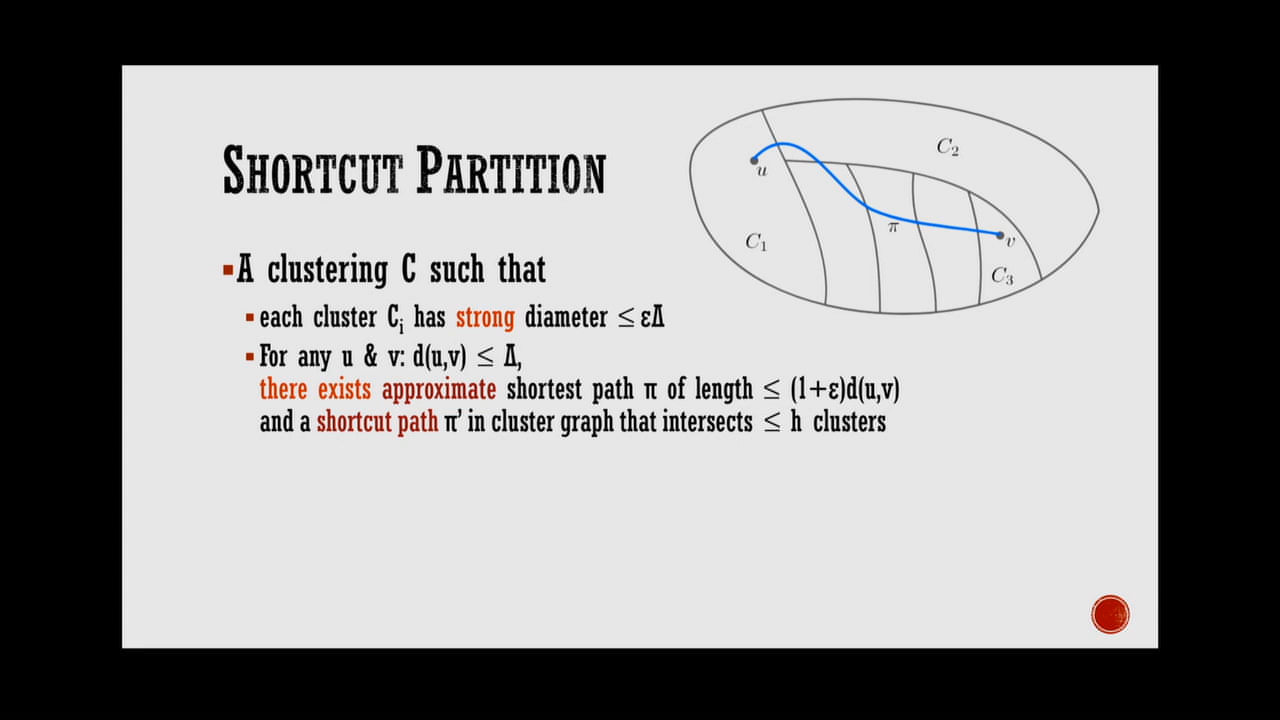 SHORTCUT PARTITION
▪A clustering C such that
▪each cluster Cᵢ has strong diameter ≤ εΔ
▪For any u & v: d(u,v) ≤ Δ,
there exists approximate shortest path π of length ≤ (1+ε)d(u,v)
and a shortcut path π’ in cluster graph that intersects ≤ h clusters
C₂
u
C₁
π
v
C₃